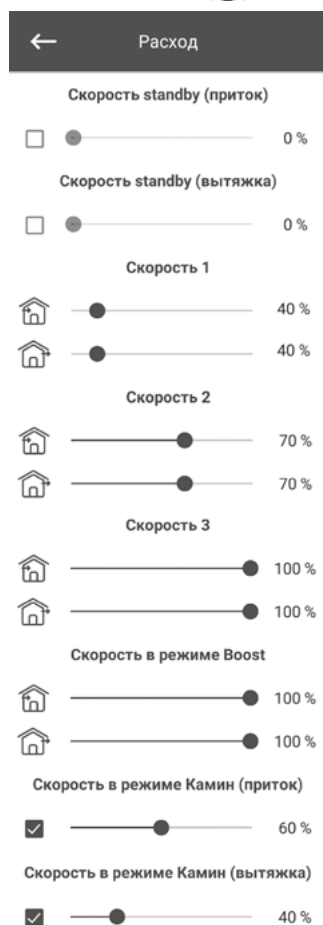 Расход
Скорость standby (приток)
0 %
Скорость standby (вытяжка)
0 %
Скорость 1
40 %
40 %
Скорость 2
70 %
70 %
Скорость 3
100 %
100 %
Скорость в режиме Boost
100 %
100 %
Скорость в режиме Камин (приток)
60 %
Скорость в режиме Камин (вытяжка)
40 %